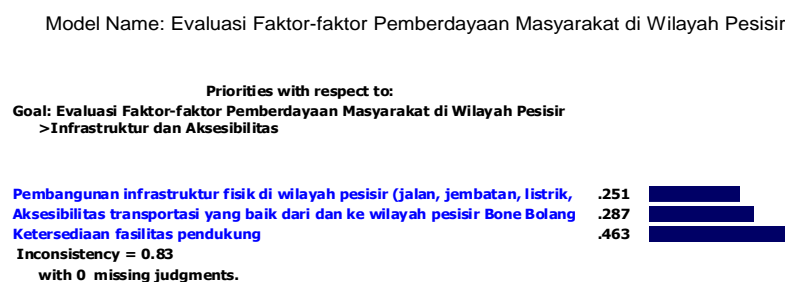 Model Name: Evaluasi Faktor-faktor Pemberdayaan Masyarakat di Wilayah Pesisir
Priorities with respect to:
Goal: Evaluasi Faktor-faktor Pemberdayaan Masyarakat di Wilayah Pesisir
>Infrastruktur dan Aksesibilitas
Pembangunan infrastruktur fisik di wilayah pesisir (jalan, jembatan, listrik, .251
Aksesibilitas transportasi yang baik dari dan ke wilayah pesisir Bone Bolang .287
Ketersediaan fasilitas pendukung .463
Inconsistency = 0.83
with 0 missing judgments.